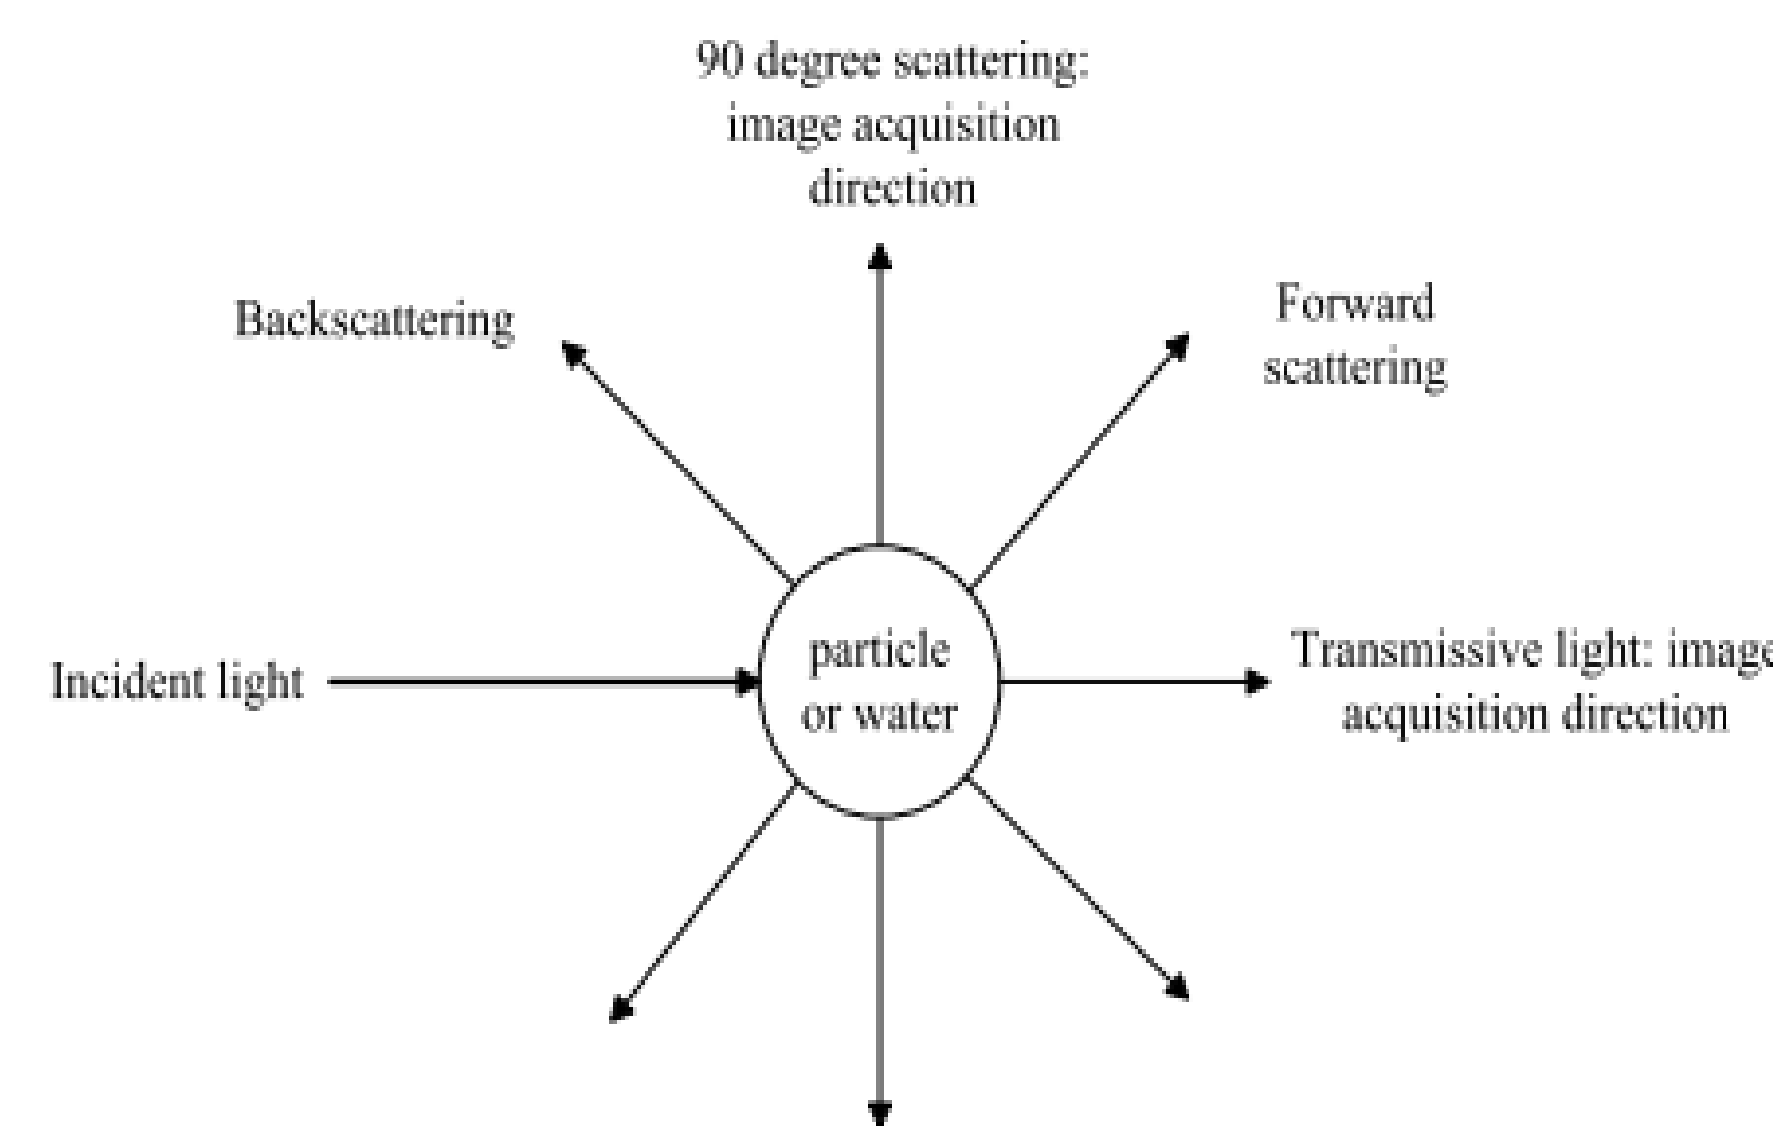 90 degree scattering:
image acquisition
direction
Backscattering
Forward
scattering
Incident light
particle
or water
Transmissive light: image
acquisition direction